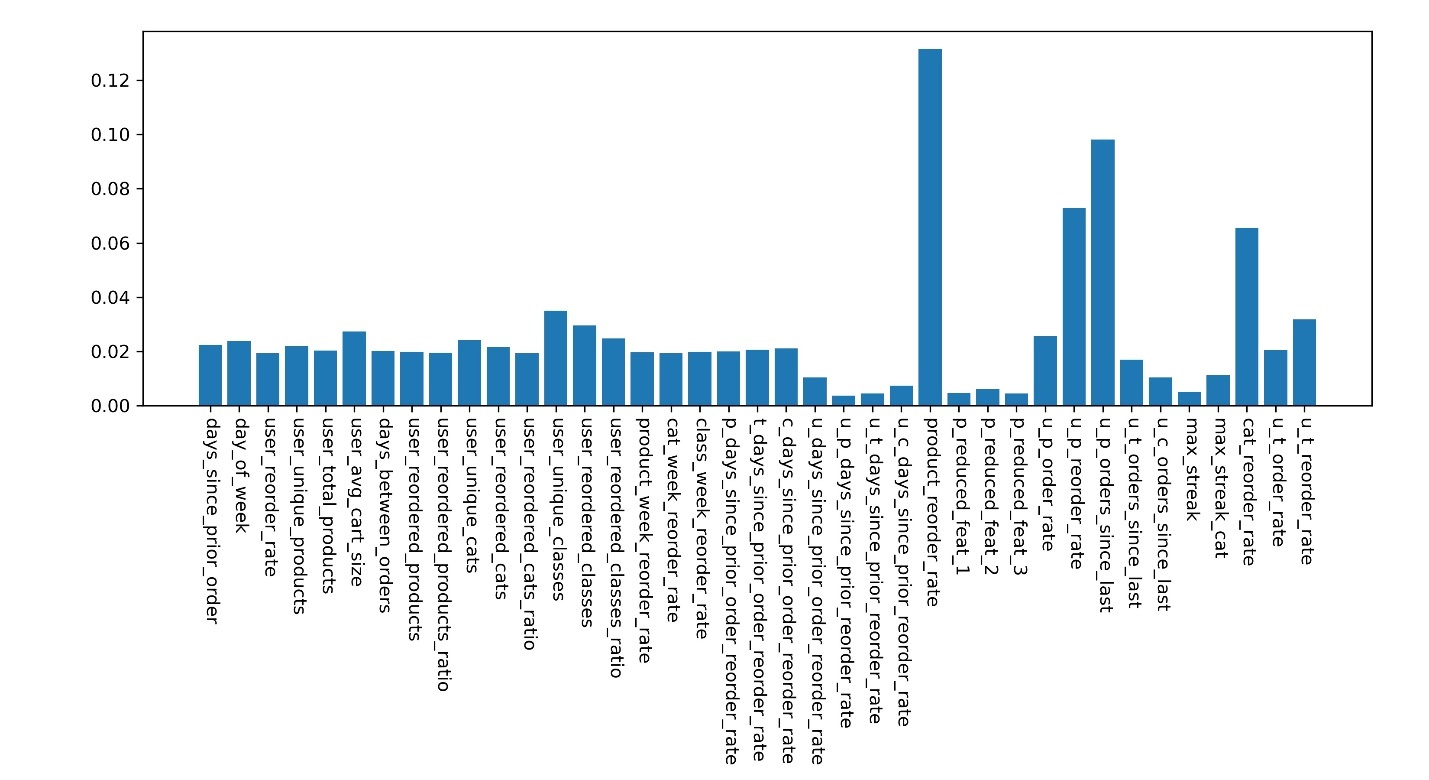 0.12
0.10
0.08
0.06
0.04
0.02
0.00
days_since_prior_order
day_of_week
user_reorder_rate
user_unique_products
user_total_products
user_avg_cart_size
days_between_orders
user_reordered_products
user_reordered_products_ratio
user_unique_cats
user_reordered_cats
user_reordered_cats_ratio
user_unique_classes
user_reordered_classes
user_reordered_classes_ratio
product_week_reorder_rate
cat_week_reorder_rate
class_week_reorder_rate
p_days_since_prior_order_reorder_rate
t_days_since_prior_order_reorder_rate
c_days_since_prior_order_reorder_rate
u_days_since_prior_order_reorder_rate
u_p_days_since_prior_reorder_rate
u_t_days_since_prior_reorder_rate
u_c_days_since_prior_reorder_rate
product_reorder_rate
p_reduced_feat_1
p_reduced_feat_2
p_reduced_feat_3
u_p_order_rate
u_p_reorder_rate
u_p_orders_since_last
u_t_orders_since_last
u_c_orders_since_last
max_streak
max_streak_cat
cat_reorder_rate
u_t_order_rate
u_t_reorder_rate